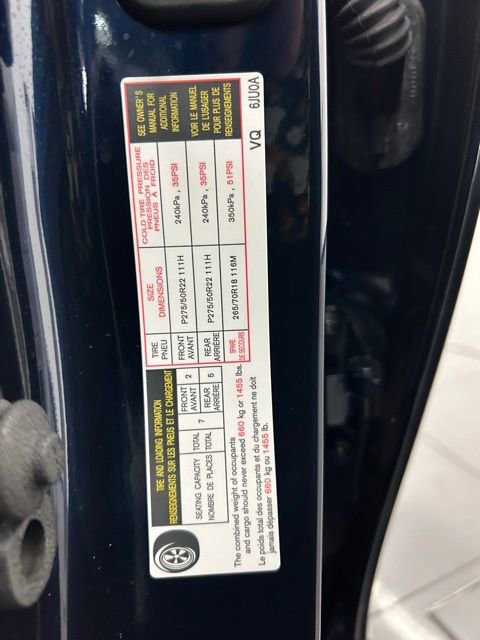 TIRE AND LOADING INFORMATION
RENSEIGNEMENTS SUR LES PNEUS ET LE CHARGEMENT
SEATING CAPACITY TOTAL 7 FRONT 2
AVANT
NOMBRE DE PLACES TOTAL REAR 5
ARRIÈRE
The combined weight of occupants
and cargo should never exceed 660 kg or 1455 lbs.
Le poids total des occupants et du chargement ne doit
jamais dépasser 660 kg ou 1455 lb.
TIRE SIZE COLD TIRE PRESSURE
PNEU DIMENSIONS PRESSION DES
PNEUS À FROID
FRONT P275/50R22 111H 240kPa , 35PSI
AVANT
REAR P275/50R22 111H 240kPa , 35PSI
ARRIÈRE
SPARE 265/70R18 116M 350kPa , 51PSI
DE SECOURS
SEE OWNER'S
MANUAL FOR
ADDITIONAL
INFORMATION
VOIR LE MANUEL
DE L'USAGER
POUR PLUS DE
RENSEIGNEMENTS
VQ 6JU0A